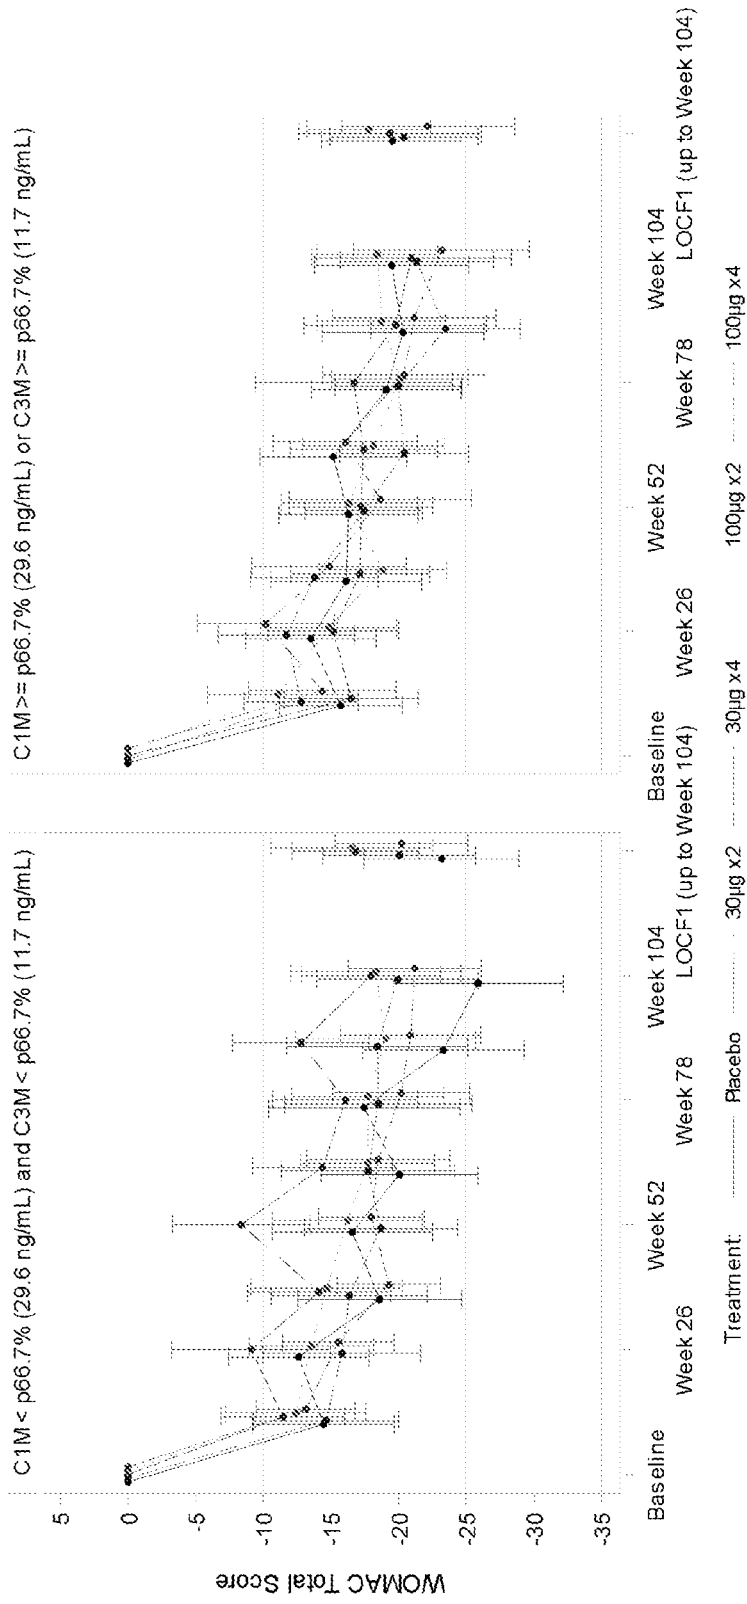 C1M < p66.7% (29.6 ng/mL) and C3M < p66.7% (11.7 ng/mL)
C1M >= p66.7% (29.6 ng/mL) or C3M >= p66.7% (11.7 ng/mL)
WOMAC Total Score
5
0
-5
-10
-15
-20
-25
-30
-35
Baseline
Week 26
Week 52
Week 78
Week 104
LOCF1 (up to Week 104)
Baseline
Week 26
Week 52
Week 78
Week 104
LOCF1 (up to Week 104)
Treatment: Placebo 30µg x2 30µg x4 100µg x2 100µg x4